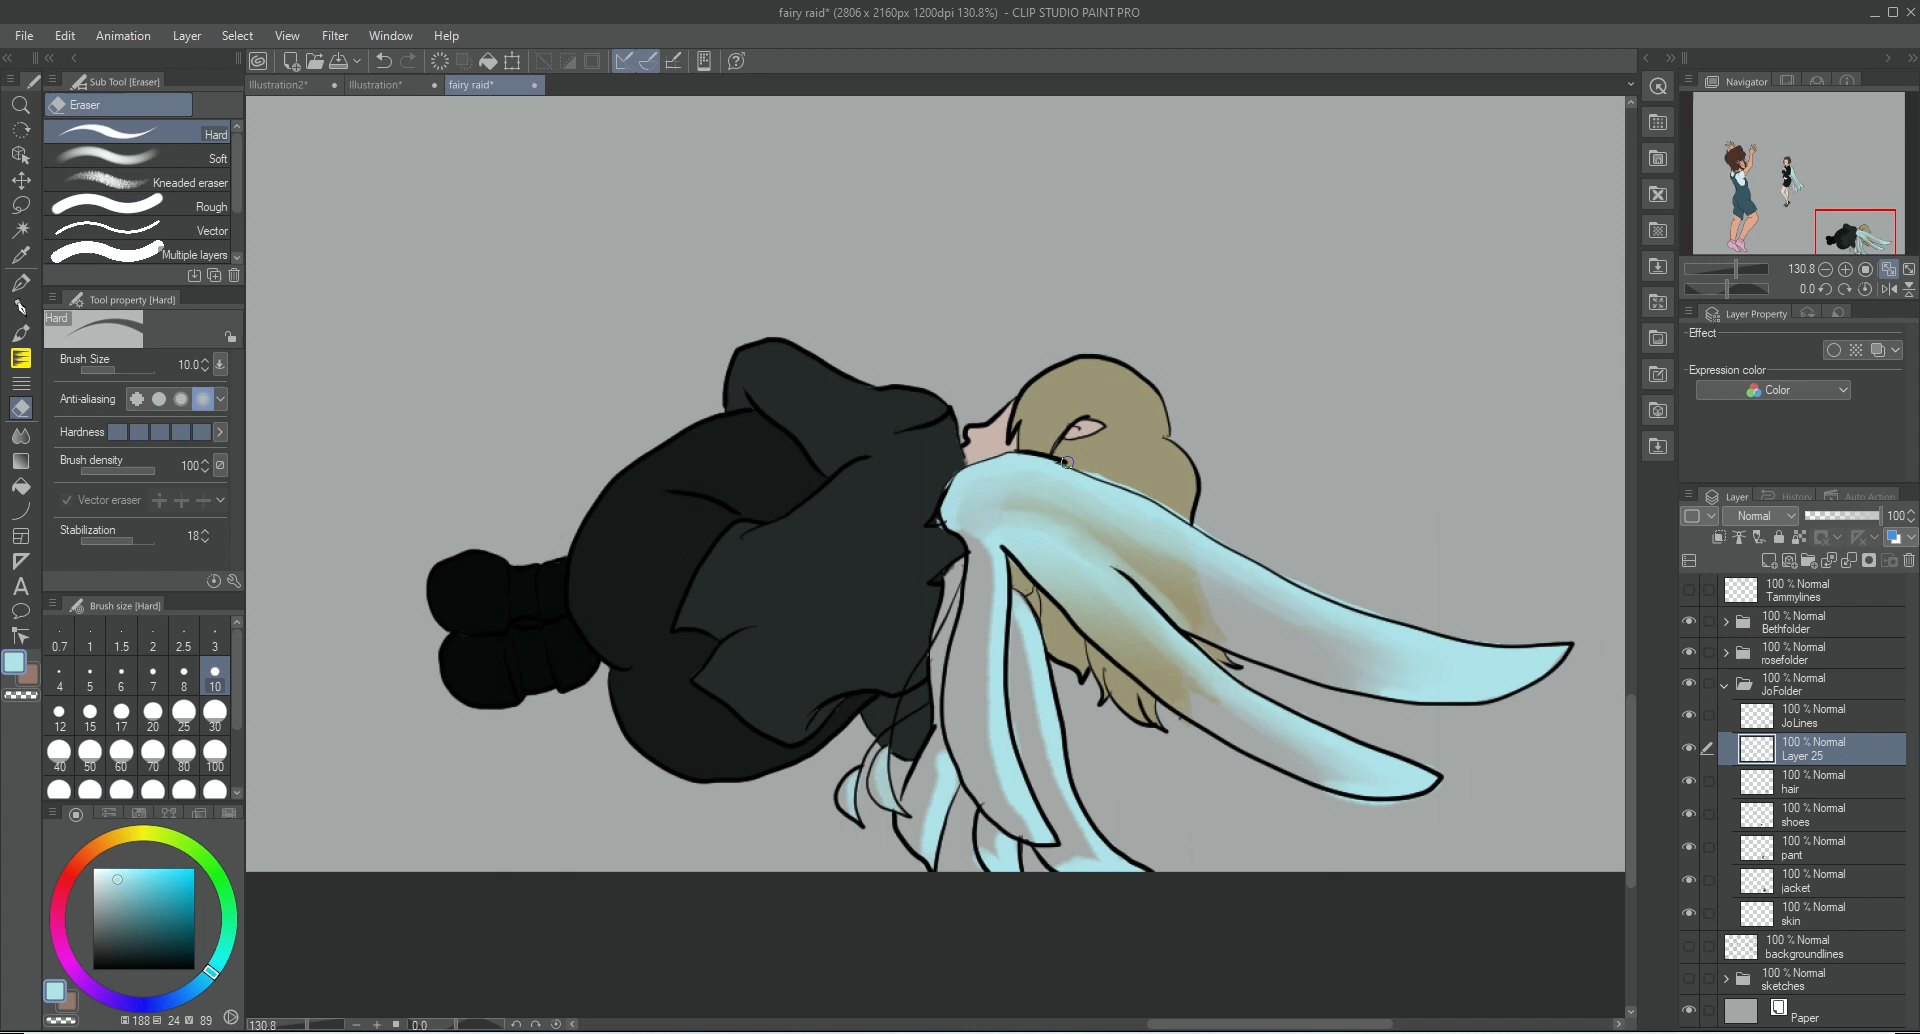 fairy raid* (2806 x 2160px 1200dpi 130.8%) - CLIP STUDIO PAINT PRO
File Edit Animation Layer Select View Filter Window Help
Sub Tool [Eraser]
Illustration2* Illustration* fairy raid*
Eraser
Hard
Soft
Kneaded eraser
Rough
Vector
Multiple layers
Tool property [Hard]
Hard
Brush Size 10.0
Anti-aliasing
Hardness
Brush density 100
Vector eraser
Stabilization 18
Brush size [Hard]
0.7 1 1.5 2 2.5 3
4 5 6 7 8 10
12 15 17 20 25 30
40 50 60 70 80 100
188 24 89
130.8 0.0
Navigator
130.8
0.0
Layer Property
Effect
Expression color
Color
Layer History Auto Action
Normal 100
100 % Normal
Tammylines
100 % Normal
Bethfolder
100 % Normal
rosefolder
100 % Normal
JoFolder
100 % Normal
JoLines
100 % Normal
Layer 25
100 % Normal
hair
100 % Normal
shoes
100 % Normal
pant
100 % Normal
jacket
100 % Normal
skin
100 % Normal
backgroundlines
100 % Normal
sketches
Paper